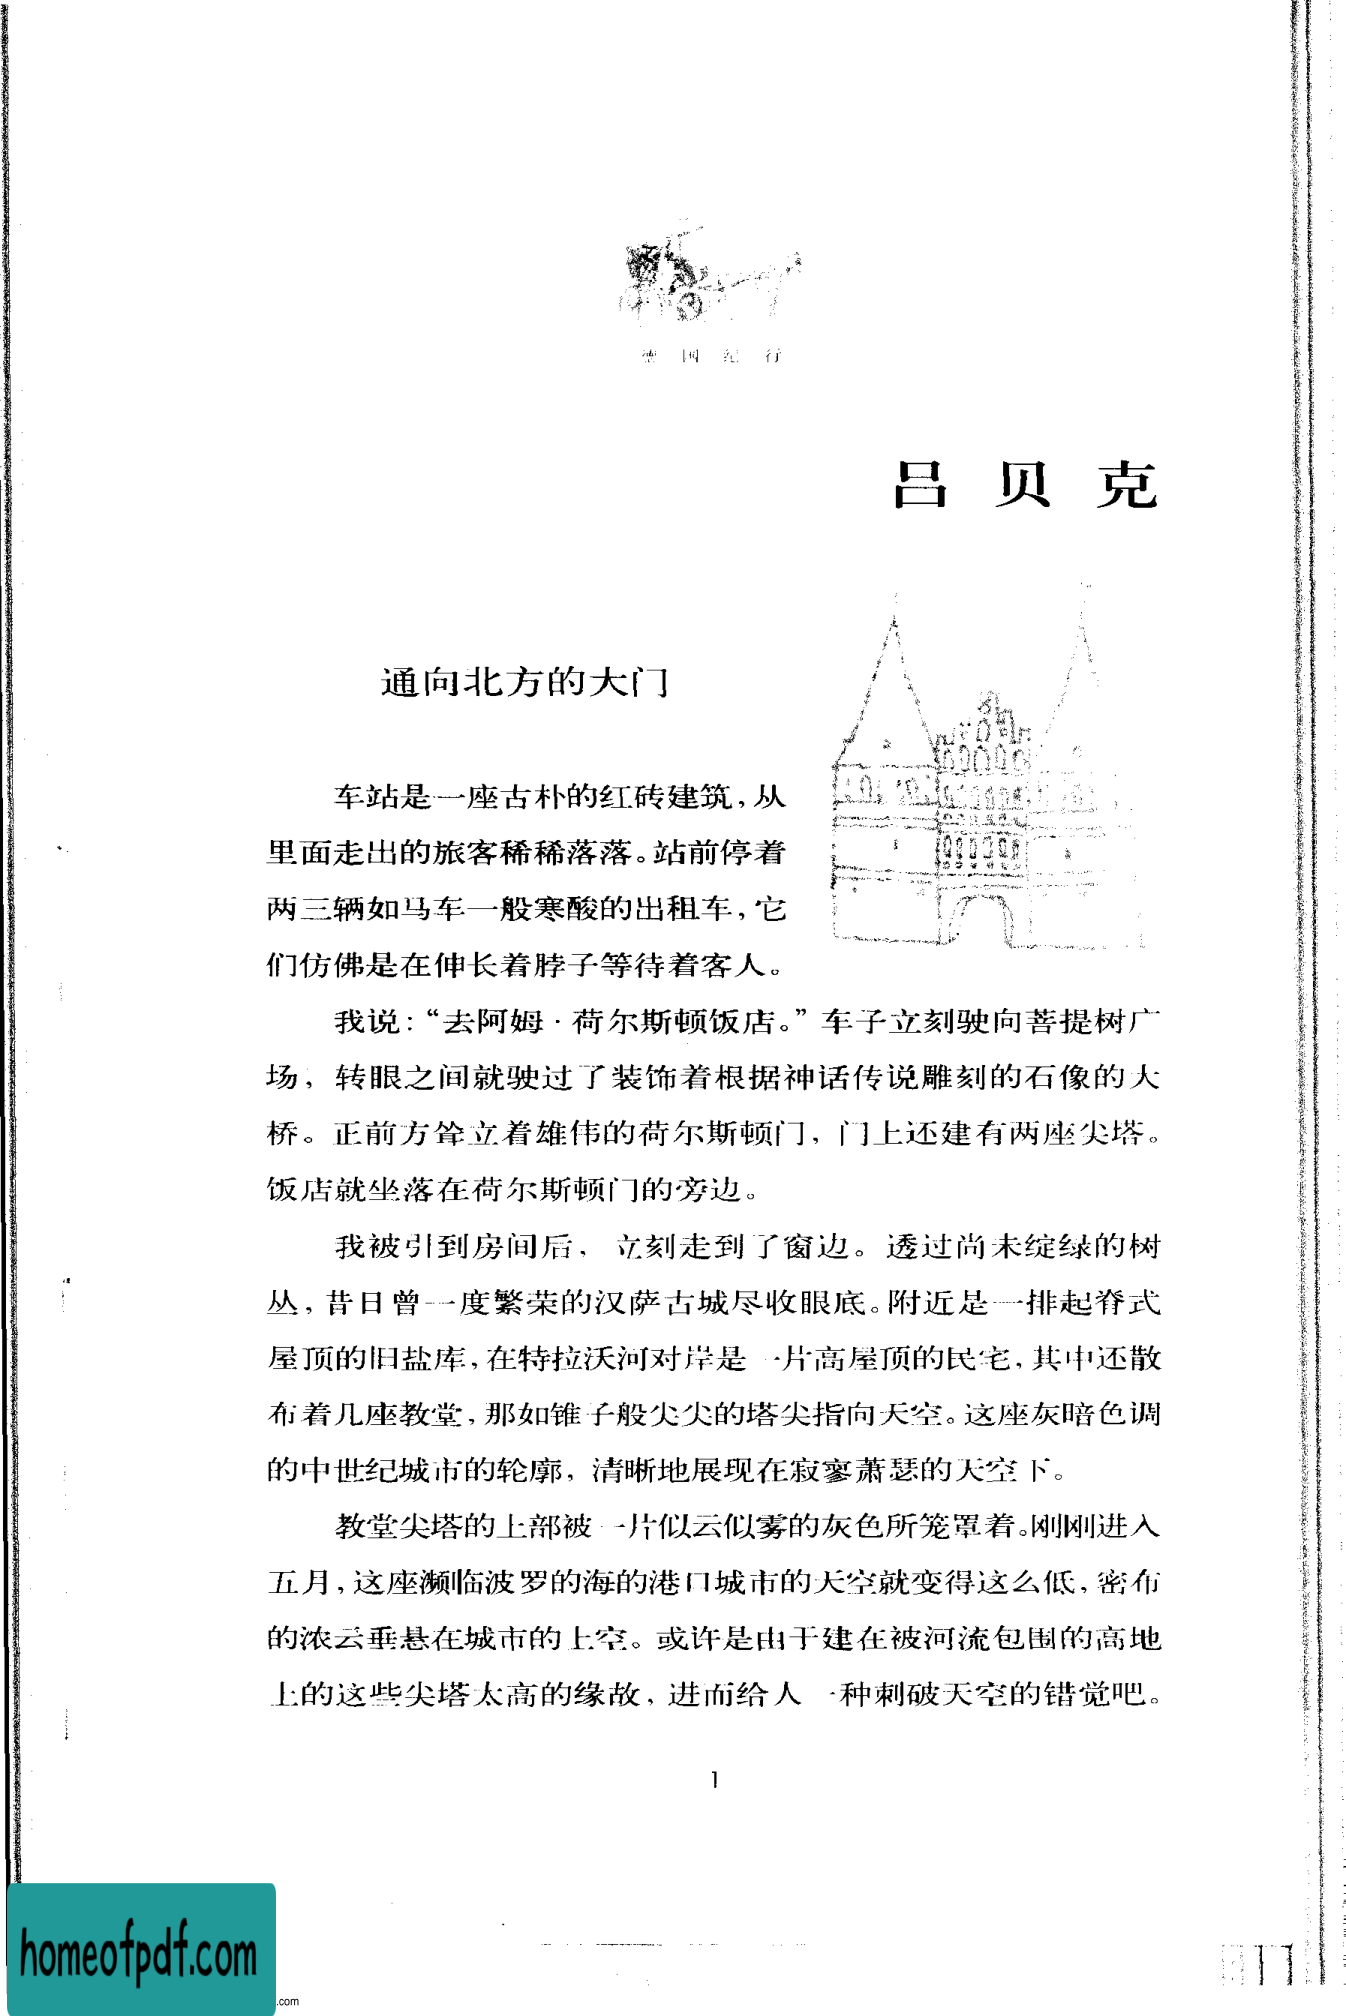 德国纪行
吕贝克
通向北方的大门
车站是一座古朴的红砖建筑，从
里面走出的旅客稀稀落落。站前停着
两三辆如马车一般寒酸的出租车，它
们仿佛是在伸长着脖子等待着客人。
我说：“去阿姆·荷尔斯顿饭店。”车子立刻驶向菩提树广
场，转眼之间就驶过了装饰着根据神话传说雕刻的石像的大
桥。正前方耸立着雄伟的荷尔斯顿门，门上还建有两座尖塔。
饭店就坐落在荷尔斯顿门的旁边。
我被引到房间后，立刻走到了窗边。透过尚未绽绿的树
丛，昔日曾一度繁荣的汉萨古城尽收眼底。附近是一排起脊式
屋顶的旧盐库，在特拉沃河对岸是一片高屋顶的民宅，其中还散
布着几座教堂，那如锥子般尖尖的塔尖指向天空。这座灰暗色调
的中世纪城市的轮廓，清晰地展现在寂寥萧瑟的天空下。
教堂尖塔的上部被一片似云似雾的灰色所笼罩着。刚刚进入
五月，这座濒临波罗的海的港口城市的天空就变得这么低，密布
的浓云垂悬在城市的上空。或许是由于建在被河流包围的高地
上的这些尖塔太高的缘故，进而给人一种刺破天空的错觉吧。
1
homeofpdf.com
.com